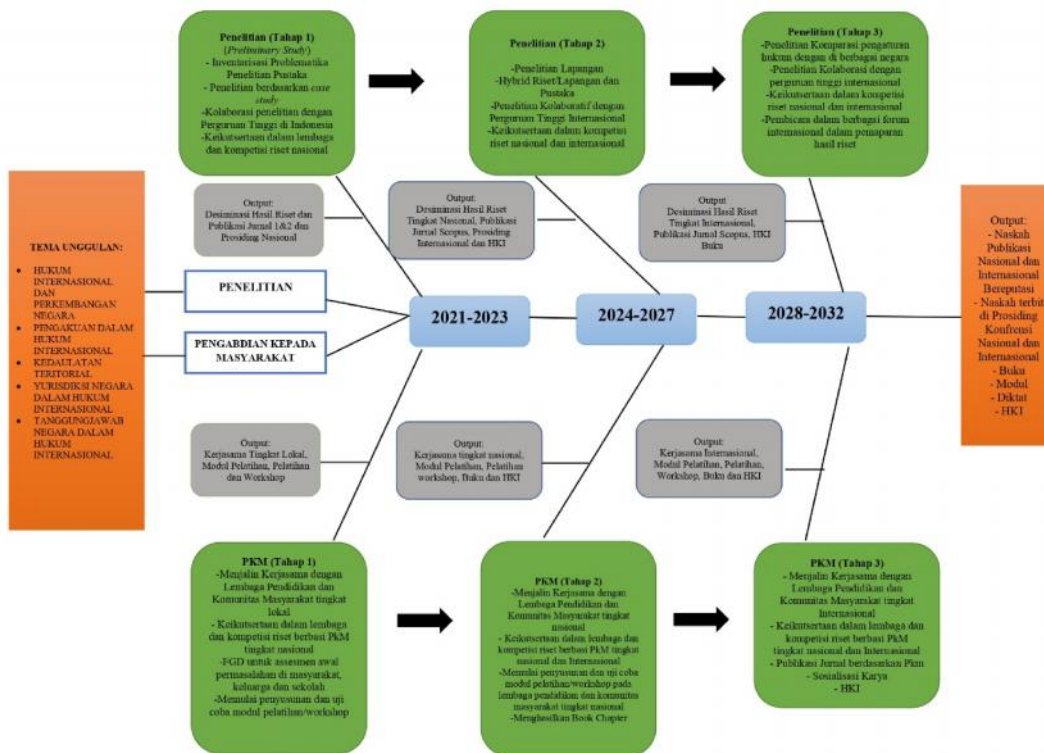 Penelitian (Tahap 1)
(Preliminary Study)
- Inventarisasi Problematika
Penelitian Pustaka
- Penelitian berdasarkan case
study
-Kolaborasi penelitian dengan
Perguruan Tinggi di Indonesia
-Keikutsertaan dalam lembaga
dan kompetisi riset nasional
Penelitian (Tahap 2)
-Penelitian Lapangan
-Hybrid Riset/Lapangan dan
Pustaka
-Penelitian Kolaboratif dengan
Perguruan Tinggi Internasional
-Keikutsertaan dalam kompetisi
riset nasional dan internasional
Penelitian (Tahap 3)
-Penelitian Komparasi pengaturan
hukum dengan di berbagai negara
-Penelitian Kolaborasi dengan
perguruan tinggi internasional
-Keikutsertaan dalam kompetisi
riset nasional dan internasional
-Pembicara dalam berbagai forum
internasional dalam pemaparan
hasil riset
Output:
Desiminasi Hasil Riset dan
Publikasi Jurnal 1&2 dan
Prosiding Nasional
Output:
Desiminasi Hasil Riset
Tingkat Nasional, Publikasi
Jurnal Scopus, Prosiding
Internasional dan HKI
Output
Desiminasi Hasil Riset
Tingkat Internasional,
Publikasi Jurnal Scopus, HKI
Buku
TEMA UNGGULAN:
• HUKUM
INTERNASIONAL
DAN
PERKEMBANGAN
NEGARA
• PENGAKUAN DALAM
HUKUM
INTERNASIONAL
• KEDAULATAN
TERITORIAL
• YURISDIKSI NEGARA
DALAM HUKUM
INTERNASIONAL
• TANGGUNGJAWAB
NEGARA DALAM
HUKUM
INTERNASIONAL
PENELITIAN
PENGABDIAN KEPADA
MASYARAKAT
2021-2023
2024-2027
2028-2032
Output:
- Naskah
Publikasi
Nasional dan
Internasional
Bereputasi
- Naskah terbit
di Prosiding
Konfrensi
Nasional dan
Internasional
- Buku
- Modul
- Diktat
- HKI
Output:
Kerjasama Tingkat Lokal,
Modul Pelatihan, Pelatihan
dan Workshop
Output:
Kerjasama tingkat nasional,
Modul Pelatihan, Pelatihan
workshop, Buku dan HKI
Output:
Kerjasama Internasional,
Modul Pelatihan, Pelatihan,
Workshop, Buku dan HKI
PKM (Tahap 1)
-Menjalin Kerjasama dengan
Lembaga Pendidikan dan
Komunitas Masyarakat tingkat
lokal
- Keikutsertaan dalam lembaga
dan kompetisi riset berbasi PkM
tingkat nasional
-FGD untuk assesmen awal
permasalahan di masyarakat,
keluarga dan sekolah
-Memulai penyusunan dan uji
coba modul pelatihan/workshop
PKM (Tahap 2)
-Menjalin Kerjasama dengan
Lembaga Pendidikan dan
Komunitas Masyarakat tingkat
nasional
- Keikutsertaan dalam lembaga dan
kompetisi riset berbasi PkM tingkat
nasional dan Internasional
-Memulai penyusunan dan uji coba
modul pelatihan/workshop pada
lembaga pendidikan dan komunitas
masyarakat tingkat nasional
-Menghasilkan Book Chapter
PKM (Tahap 3)
- Menjalin Kerjasama dengan
Lembaga Pendidikan dan
Komunitas Masyarakat tingkat
Internasional
- Keikutsertaan dalam lembaga dan
kompetisi riset berbasi PkM
tingkat nasional dan Internasional
- Publikasi Jurnal berdasarkan Pkm
- Sosialisasi Karya
- HKI